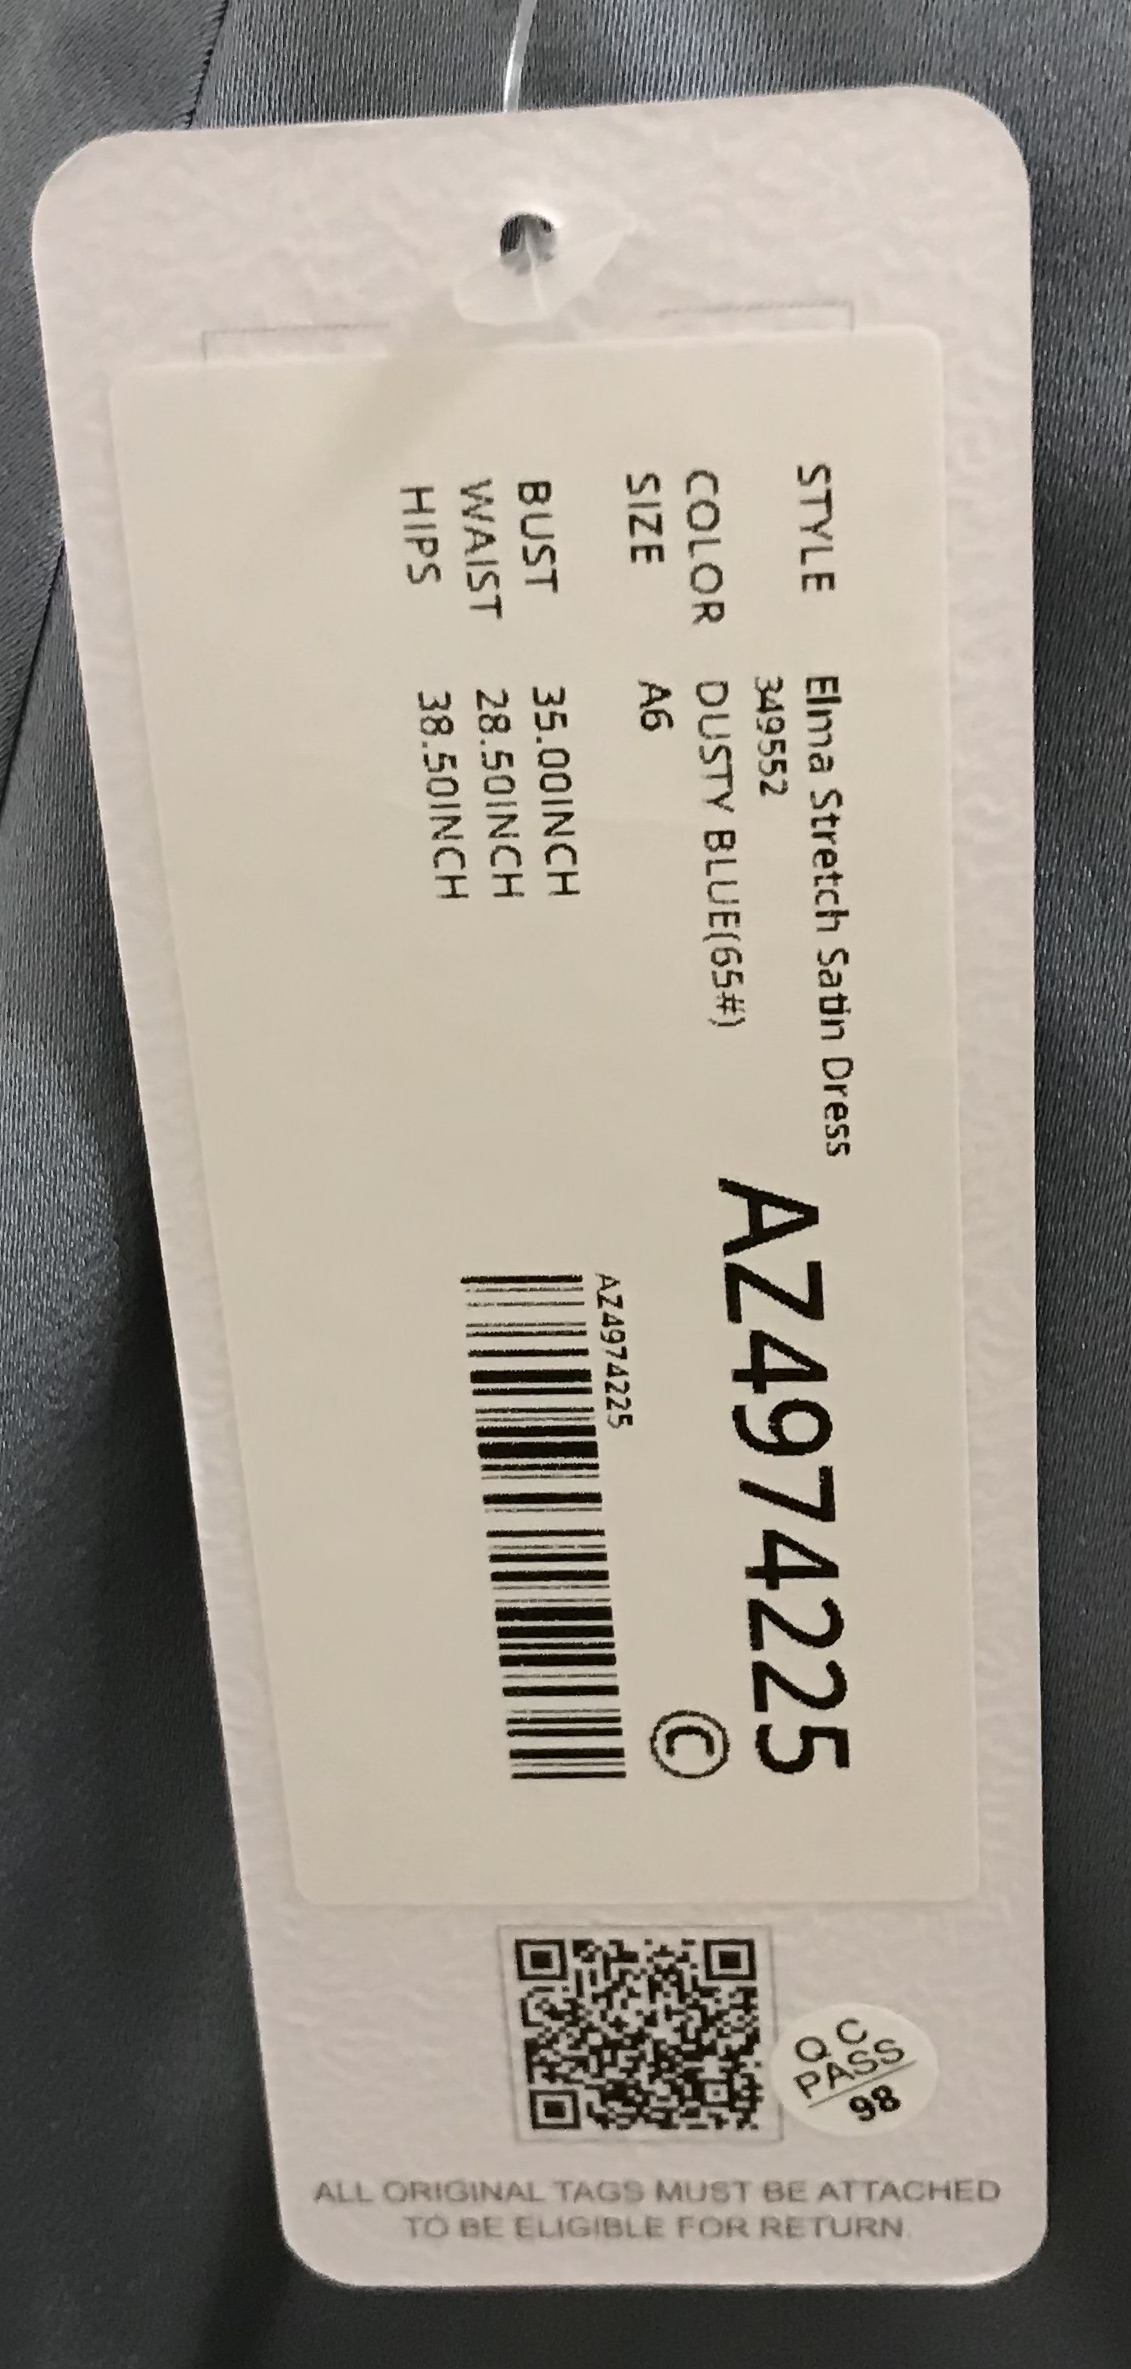 STYLE Elma Stretch Satin Dress
349552
COLOR DUSTY BLUE(65#)
SIZE A6
BUST 35.00INCH
WAIST 28.50INCH
HIPS 38.50INCH
AZ4974225
©
AZ4974225
QC
PASS
98
ALL ORIGINAL TAGS MUST BE ATTACHED
TO BE ELIGIBLE FOR RETURN